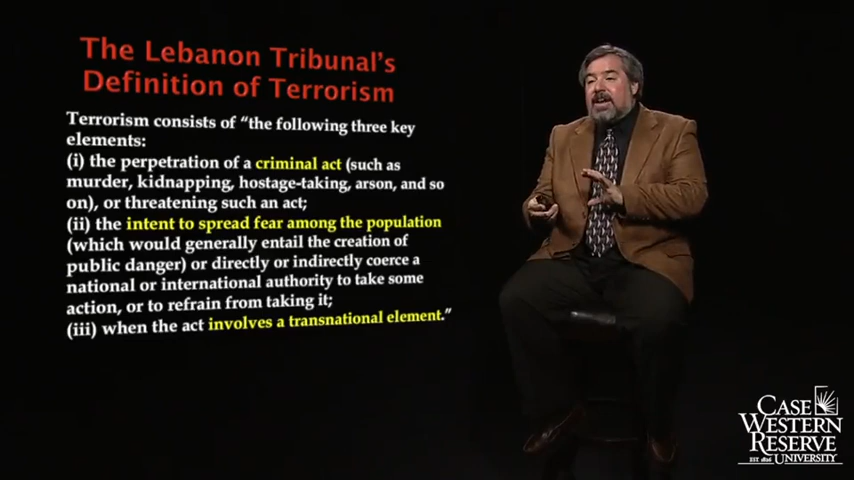 The Lebanon Tribunal's
Definition of Terrorism
Terrorism consists of "the following three key
elements:
(i) the perpetration of a criminal act (such as
murder, kidnapping, hostage-taking, arson, and so
on), or threatening such an act;
(ii) the intent to spread fear among the population
(which would generally entail the creation of
public danger) or directly or indirectly coerce a
national or international authority to take some
action, or to refrain from taking it;
(iii) when the act involves a transnational element."
CASE
WESTERN
RESERVE
EST. 1826 UNIVERSITY